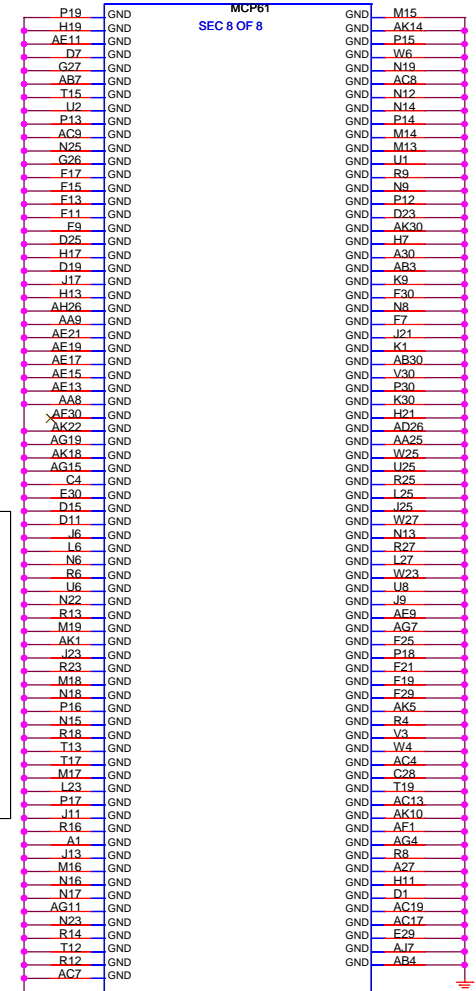 MCP61
SEC 8 OF 8
P19 GND GND M15
H19 GND GND AK14
AE11 GND GND P15
D7 GND GND W6
G27 GND GND N19
AB7 GND GND AC8
T15 GND GND N12
U2 GND GND N14
P13 GND GND P14
AC9 GND GND M14
N25 GND GND M13
G26 GND GND U1
F17 GND GND R9
F15 GND GND N9
F13 GND GND P12
F11 GND GND D23
F9 GND GND AK30
D25 GND GND H7
H17 GND GND A30
D19 GND GND AB3
J17 GND GND K9
H13 GND GND F30
AH26 GND GND N8
AA9 GND GND F7
AE21 GND GND J21
AE19 GND GND K1
AE17 GND GND AB30
AE15 GND GND V30
AE13 GND GND P30
AA8 GND GND K30
AF30 GND GND H21
AK22 GND GND AD26
AG19 GND GND AA25
AK18 GND GND W25
AG15 GND GND U25
C4 GND GND R25
E30 GND GND L25
D15 GND GND J25
D11 GND GND W27
J6 GND GND N13
L6 GND GND R27
N6 GND GND L27
R6 GND GND W23
U6 GND GND U8
N22 GND GND J9
R13 GND GND AE9
M19 GND GND AG7
AK1 GND GND F25
J23 GND GND P18
R23 GND GND F21
M18 GND GND F19
N18 GND GND F29
P16 GND GND AK5
N15 GND GND R4
R18 GND GND V3
T13 GND GND W4
T17 GND GND AC4
M17 GND GND C28
L23 GND GND T19
P17 GND GND AC13
J11 GND GND AK10
R16 GND GND AF1
A1 GND GND AG4
J13 GND GND R8
M16 GND GND A27
N16 GND GND H11
N17 GND GND D1
AG11 GND GND AC19
N23 GND GND AC17
R14 GND GND E29
T12 GND GND AJ7
R12 GND GND AB4
AC7 GND